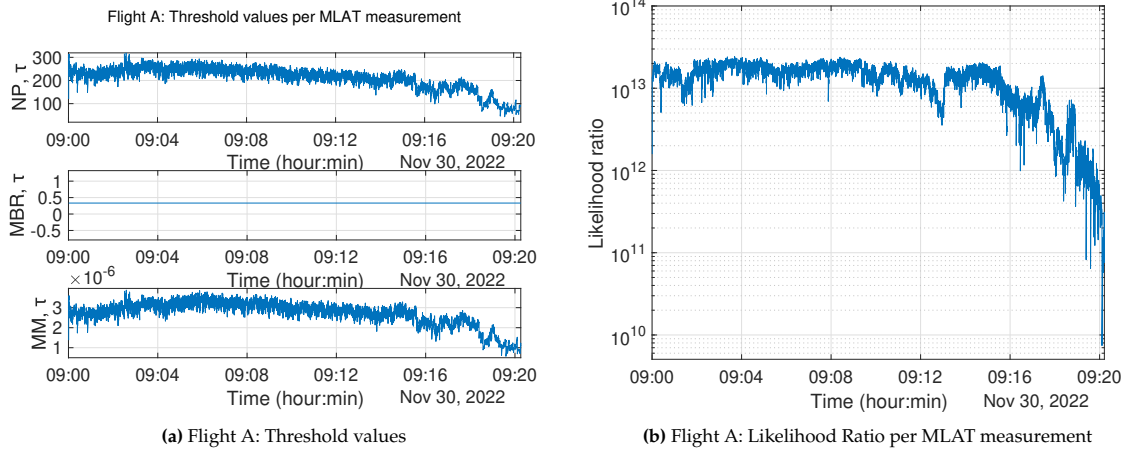 Flight A: Threshold values per MLAT measurement
300
200
100
NP, τ
09:00 09:04 09:08 09:12 09:16 09:20
Time (hour:min) Nov 30, 2022
1
0.5
0
-0.5
MBR, τ
09:00 09:04 09:08 09:12 09:16 09:20
Time (hour:min) Nov 30, 2022
× 10^-6
3
2
1
MM, τ
09:00 09:04 09:08 09:12 09:16 09:20
Time (hour:min) Nov 30, 2022
(a) Flight A: Threshold values
10^14
10^13
10^12
10^11
10^10
Likelihood ratio
09:00 09:04 09:08 09:12 09:16 09:20
Time (hour:min) Nov 30, 2022
(b) Flight A: Likelihood Ratio per MLAT measurement